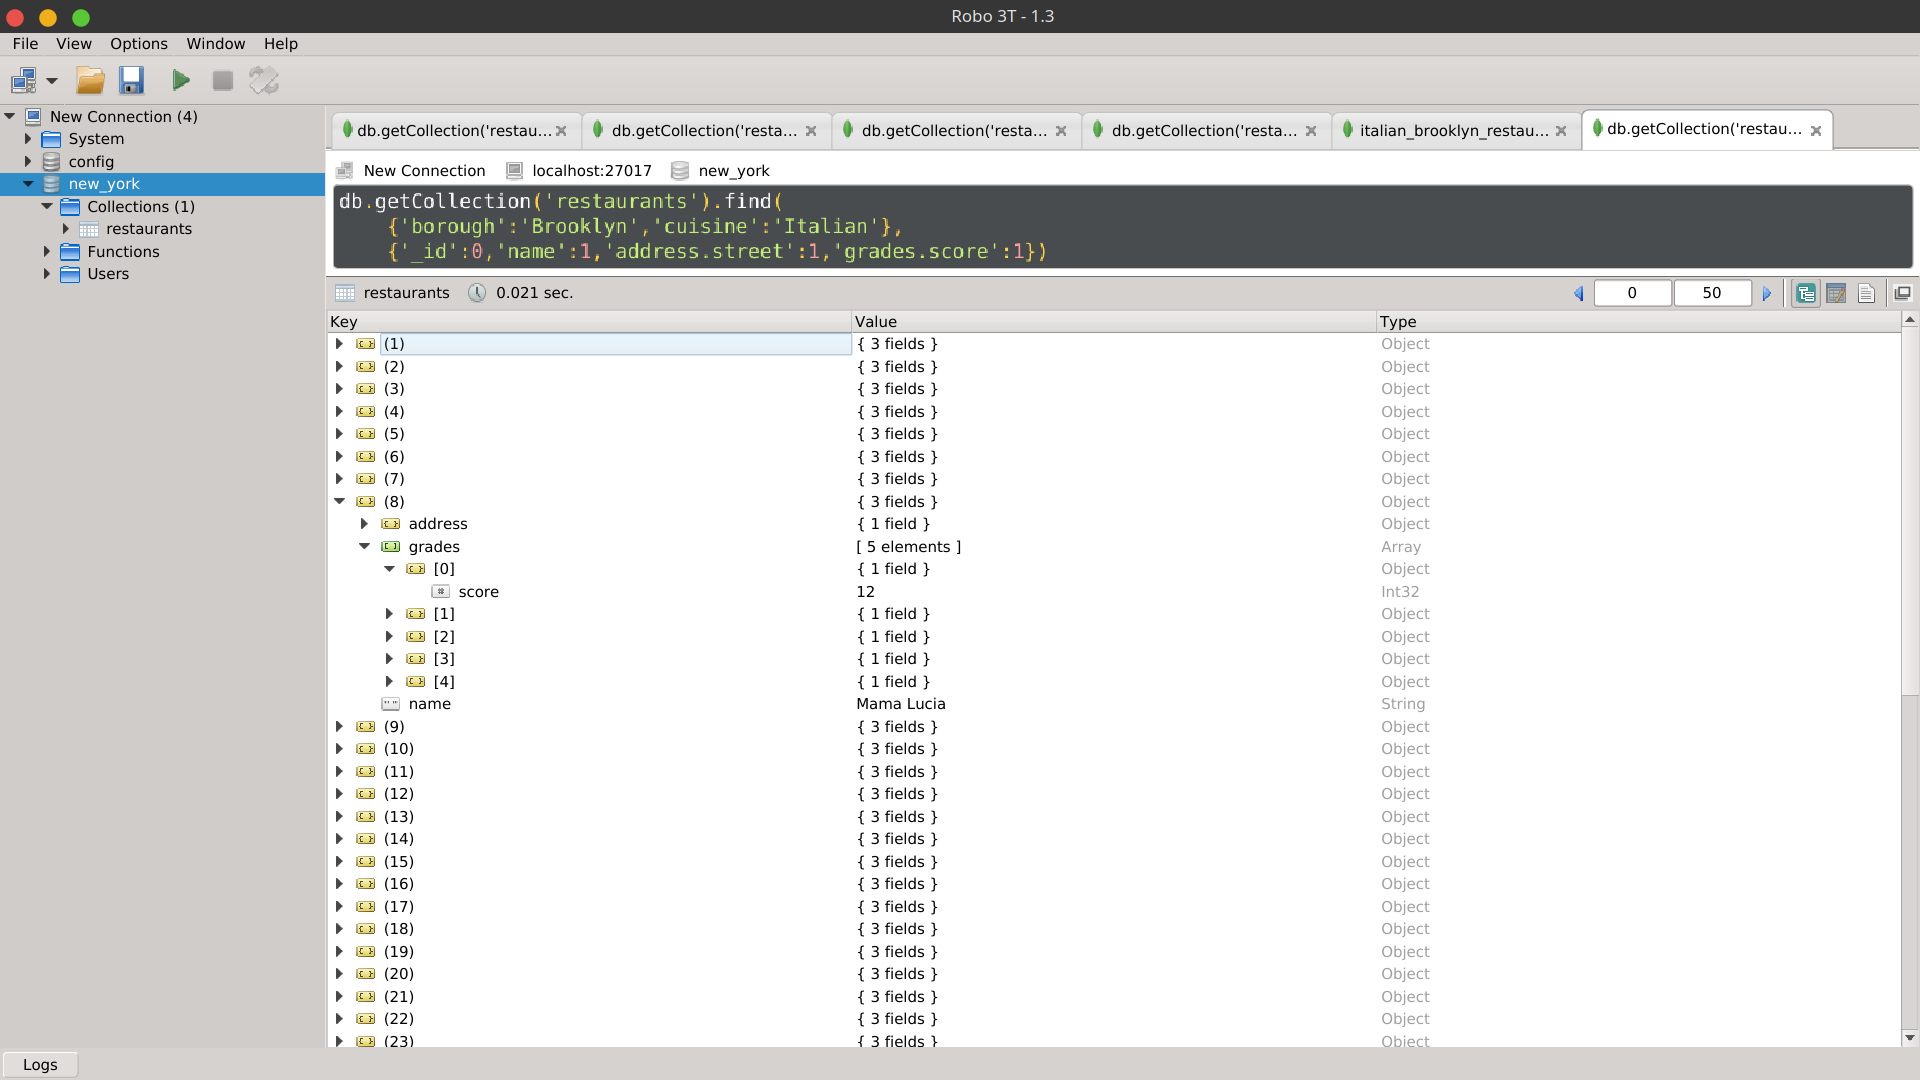 Robo 3T - 1.3
File View Options Window Help
New Connection (4)
System
config
new_york
Collections (1)
restaurants
Functions
Users
db.getCollection('restau... db.getCollection('resta... db.getCollection('resta... db.getCollection('resta... italian_brooklyn_restau... db.getCollection('restau...
New Connection localhost:27017 new_york
db.getCollection('restaurants').find(
{'borough':'Brooklyn','cuisine':'Italian'},
{'_id':0,'name':1,'address.street':1,'grades.score':1})
restaurants 0.021 sec. 0 50
Key Value Type
(1) { 3 fields } Object
(2) { 3 fields } Object
(3) { 3 fields } Object
(4) { 3 fields } Object
(5) { 3 fields } Object
(6) { 3 fields } Object
(7) { 3 fields } Object
(8) { 3 fields } Object
address { 1 field } Object
grades [ 5 elements ] Array
[0] { 1 field } Object
score 12 Int32
[1] { 1 field } Object
[2] { 1 field } Object
[3] { 1 field } Object
[4] { 1 field } Object
name Mama Lucia String
(9) { 3 fields } Object
(10) { 3 fields } Object
(11) { 3 fields } Object
(12) { 3 fields } Object
(13) { 3 fields } Object
(14) { 3 fields } Object
(15) { 3 fields } Object
(16) { 3 fields } Object
(17) { 3 fields } Object
(18) { 3 fields } Object
(19) { 3 fields } Object
(20) { 3 fields } Object
(21) { 3 fields } Object
(22) { 3 fields } Object
(23) { 3 fields } Object
Logs